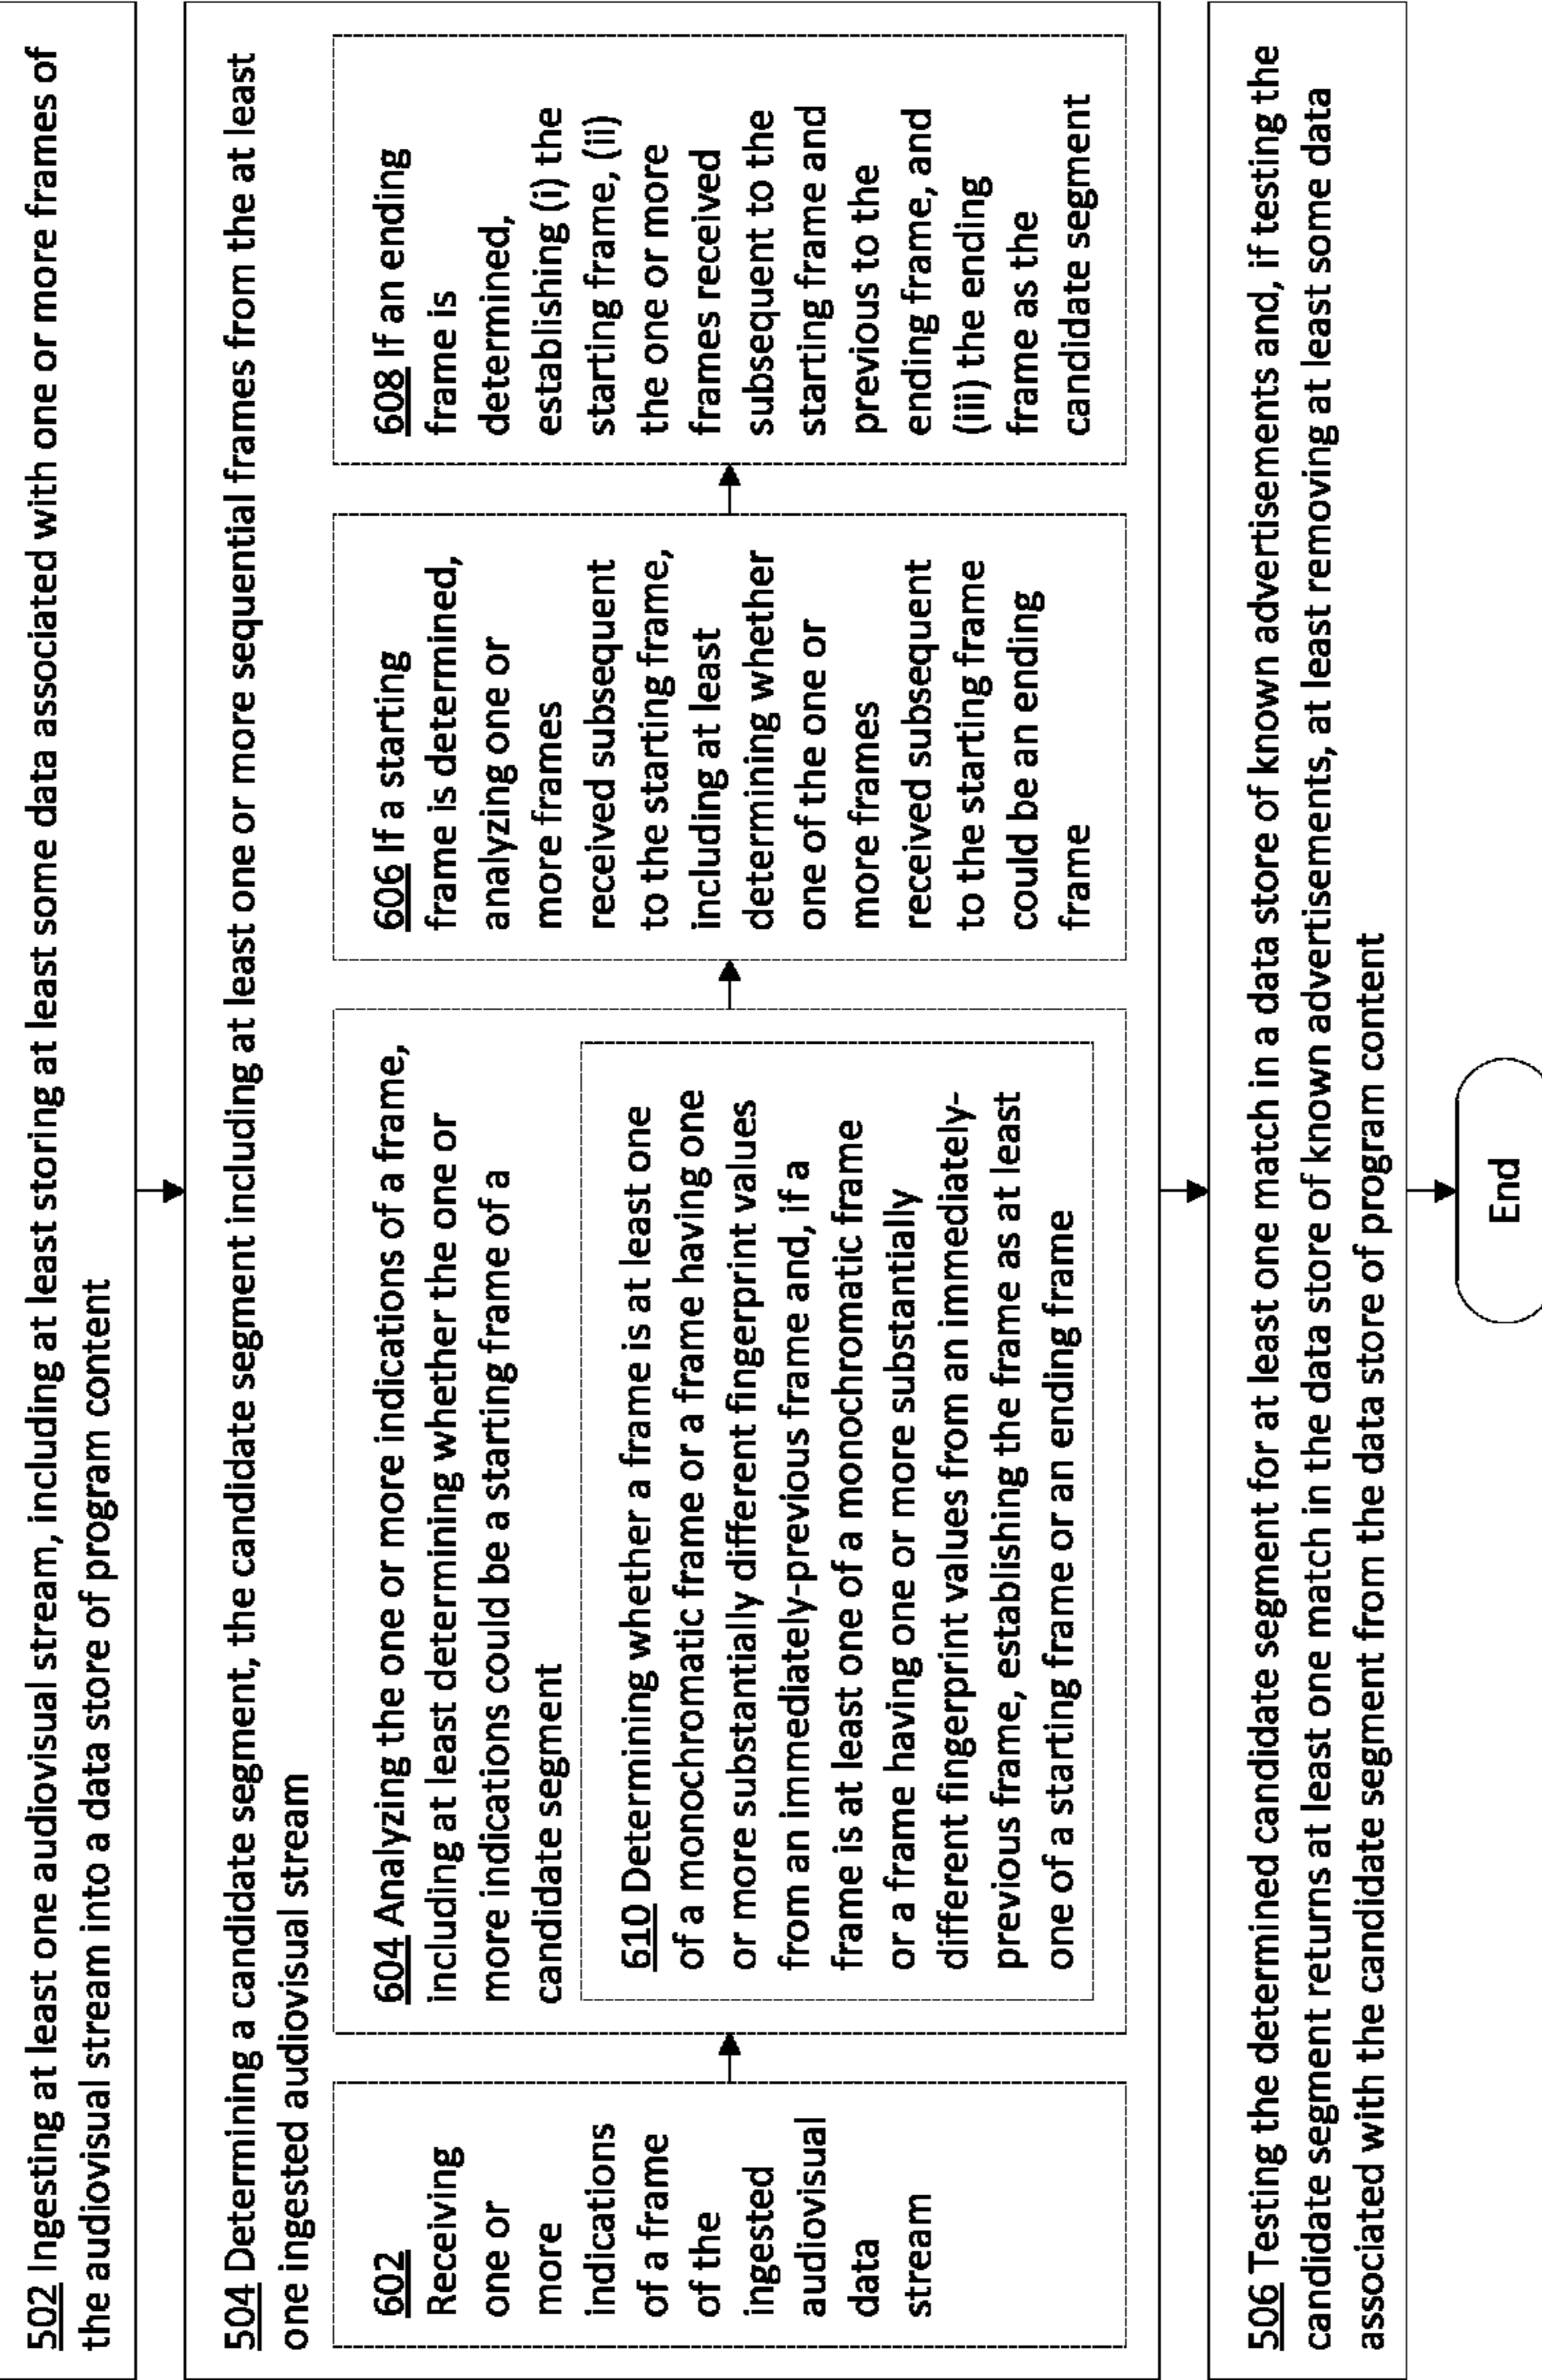 502 Ingesting at least one audiovisual stream, including at least storing at least some data associated with one or more frames of
the audiovisual stream into a data store of program content
504 Determining a candidate segment, the candidate segment including at least one or more sequential frames from the at least
one ingested audiovisual stream
602
Receiving
one or
more
indications
of a frame
of the
ingested
audiovisual
data
stream
604 Analyzing the one or more indications of a frame,
including at least determining whether the one or
more indications could be a starting frame of a
candidate segment
610 Determining whether a frame is at least one
of a monochromatic frame or a frame having one
or more substantially different fingerprint values
from an immediately-previous frame and, if a
frame is at least one of a monochromatic frame
or a frame having one or more substantially
different fingerprint values from an immediately-
previous frame, establishing the frame as at least
one of a starting frame or an ending frame
606 If a starting
frame is determined,
analyzing one or
more frames
received subsequent
to the starting frame,
including at least
determining whether
one of the one or
more frames
received subsequent
to the starting frame
could be an ending
frame
608 If an ending
frame is
determined,
establishing (i) the
starting frame, (ii)
the one or more
frames received
subsequent to the
starting frame and
previous to the
ending frame, and
(iii) the ending
frame as the
candidate segment
506 Testing the determined candidate segment for at least one match in a data store of known advertisements and, if testing the
candidate segment returns at least one match in the data store of known advertisements, at least removing at least some data
associated with the candidate segment from the data store of program content
End